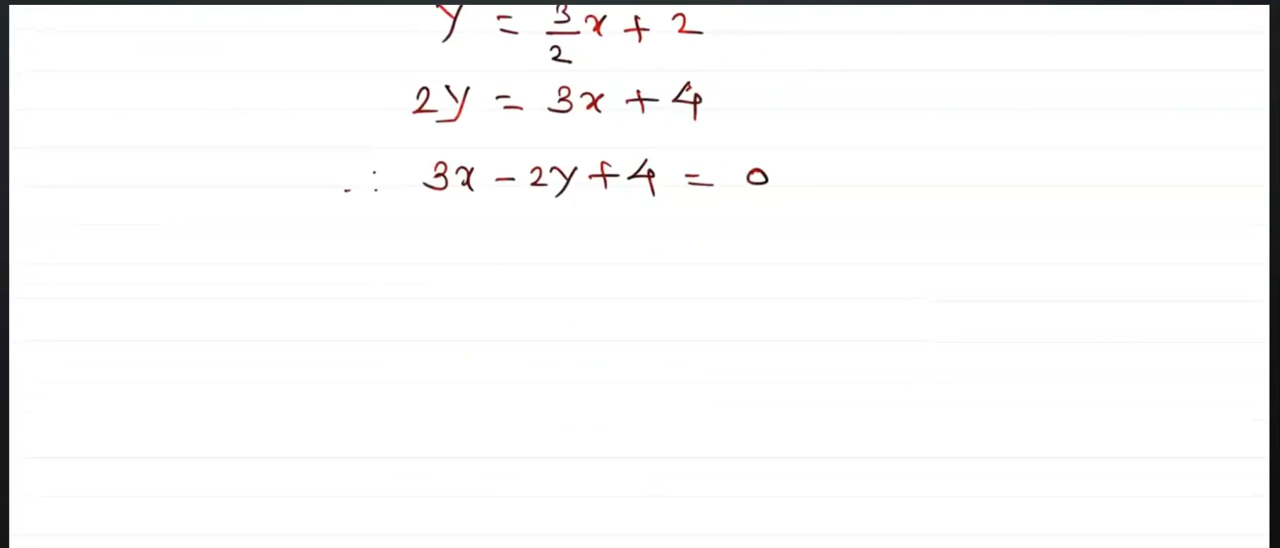 y = 3/2 x + 2
2y = 3x + 4
∴ 3x - 2y + 4 = 0